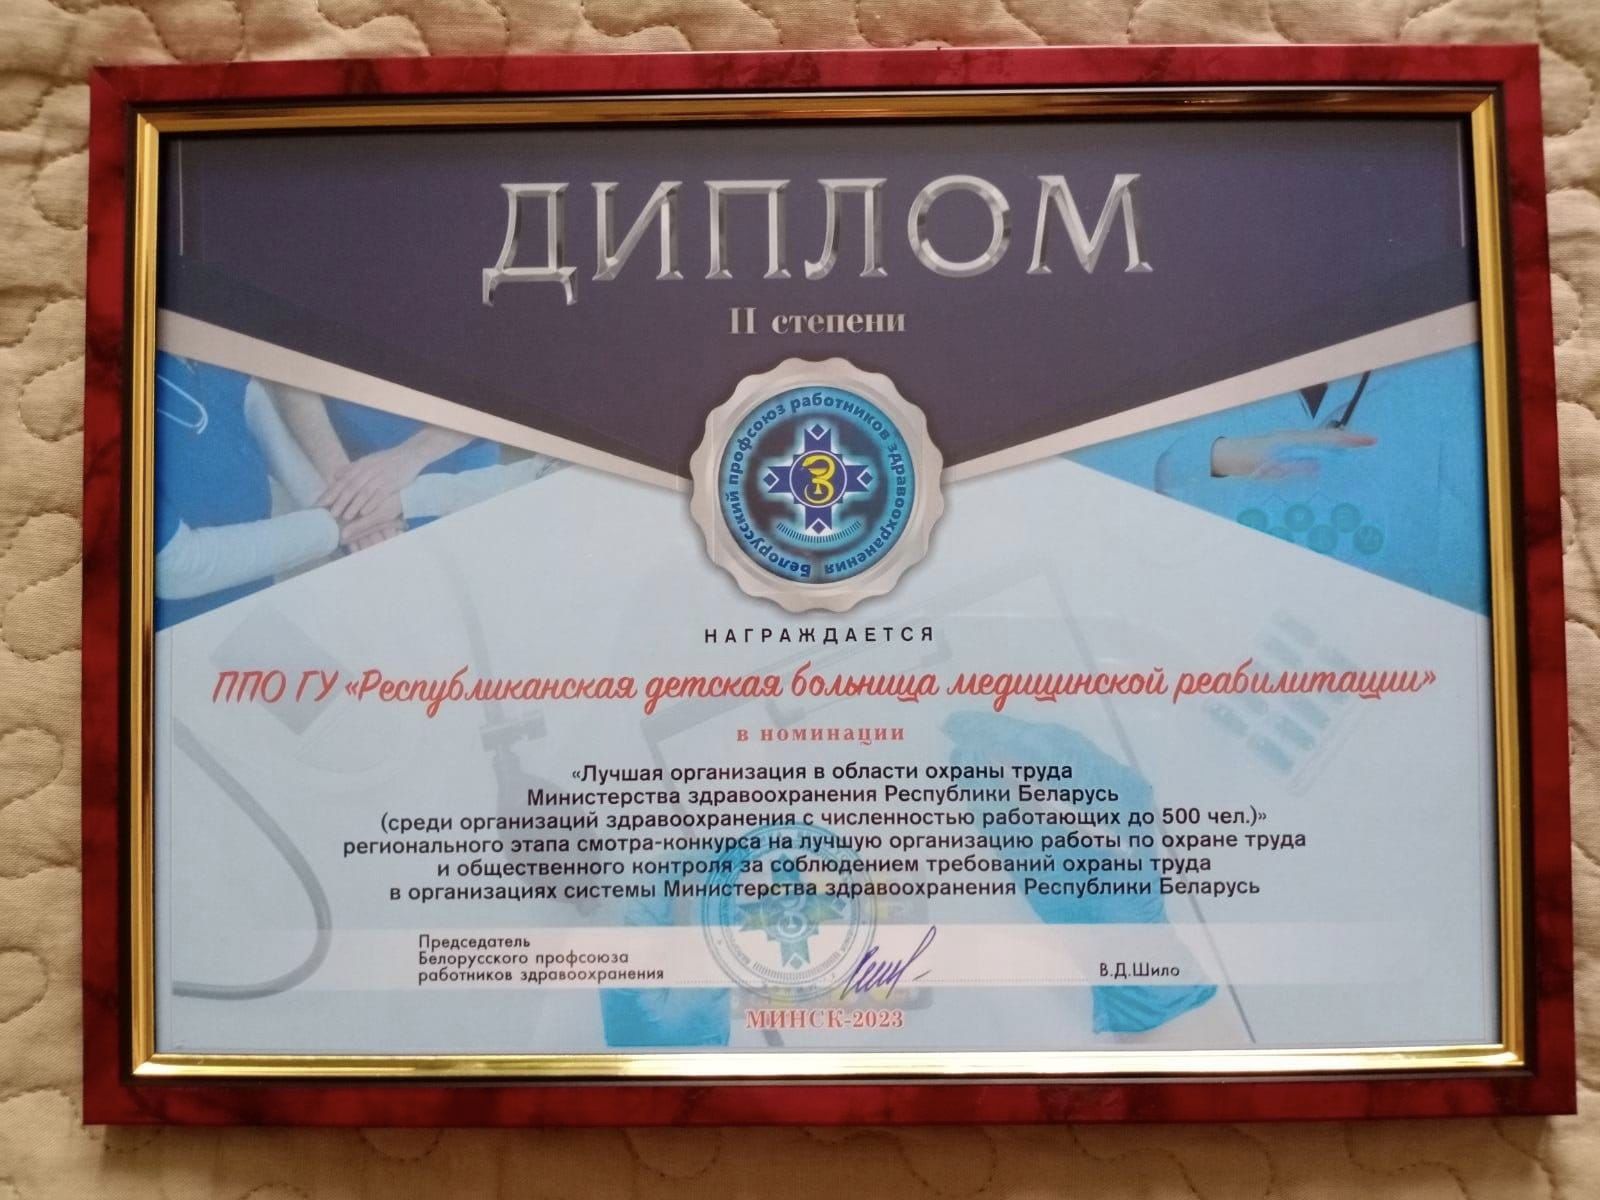 ДИПЛОМ
II степени
Белорусский профсоюз работников здравоохранения
НАГРАЖДАЕТСЯ
ППО ГУ «Республиканская детская больница медицинской реабилитации»
в номинации
«Лучшая организация в области охраны труда
Министерства здравоохранения Республики Беларусь
(среди организаций здравоохранения с численностью работающих до 500 чел.)»
регионального этапа смотра-конкурса на лучшую организацию работы по охране труда
и общественного контроля за соблюдением требований охраны труда
в организациях системы Министерства здравоохранения Республики Беларусь
Председатель
Белорусского профсоюза
работников здравоохранения
В.Д.Шило
МИНСК-2023